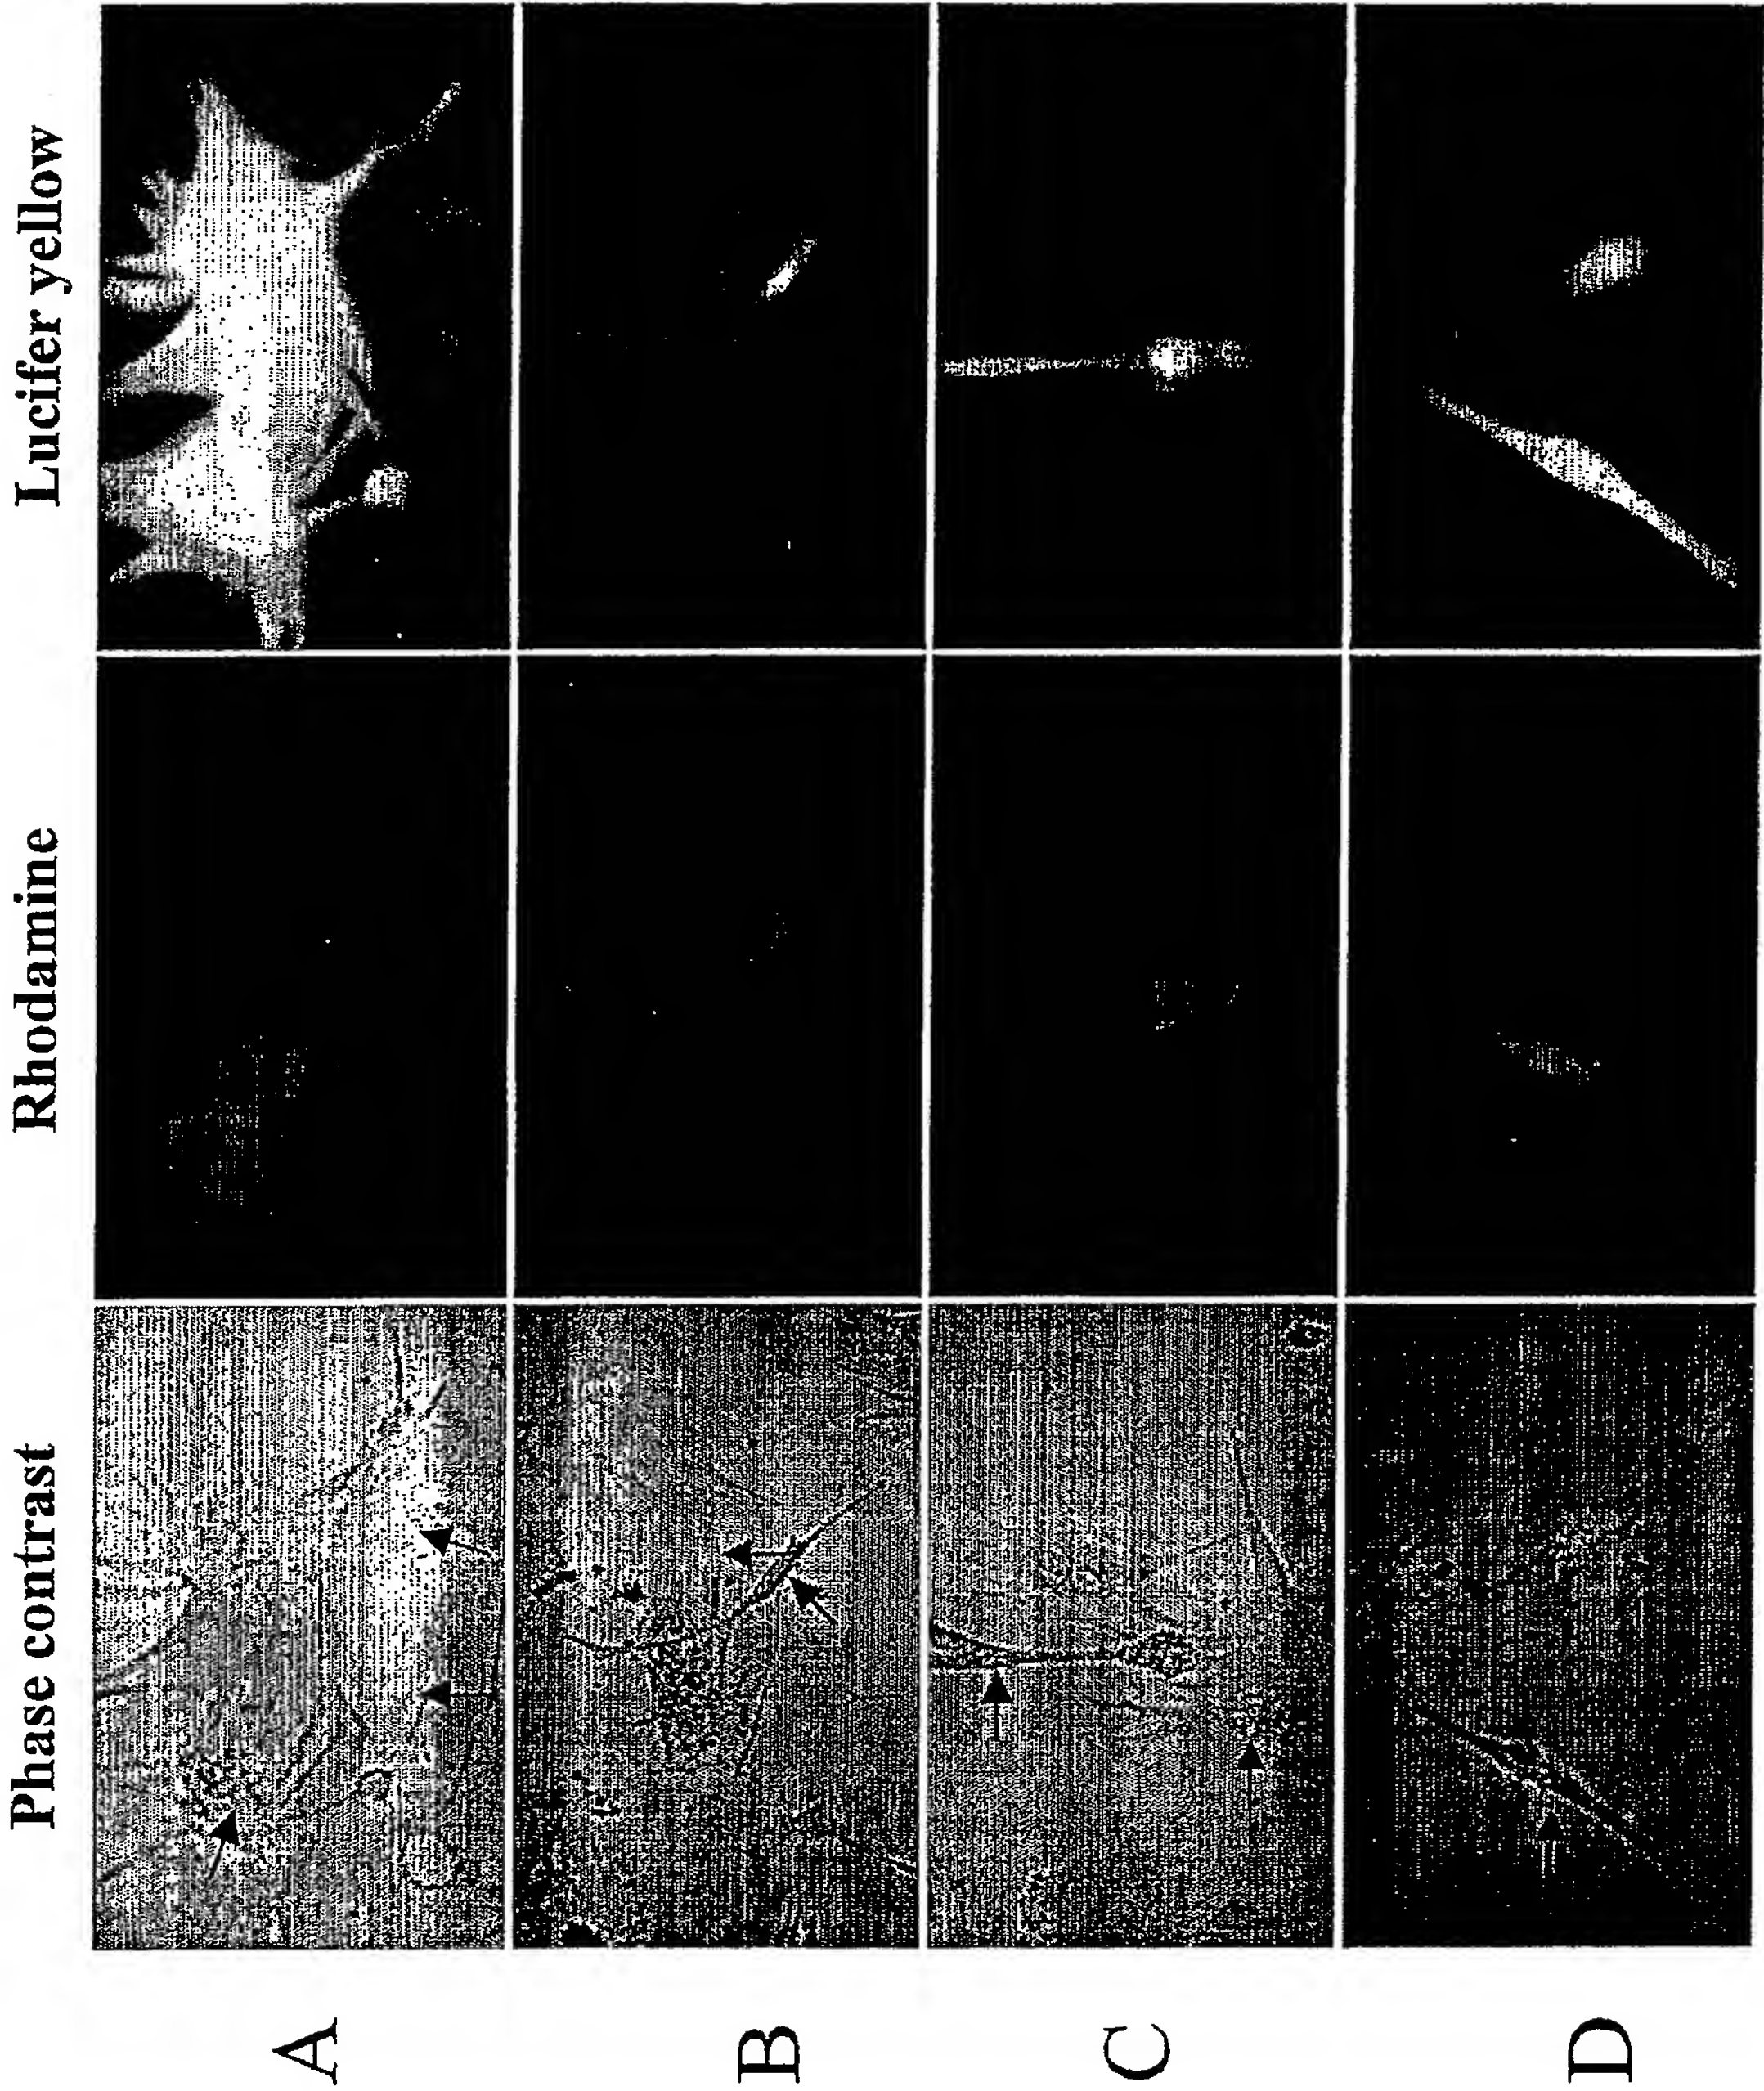 Phase contrast
Rhodamine
Lucifer yellow
A
B
C
D